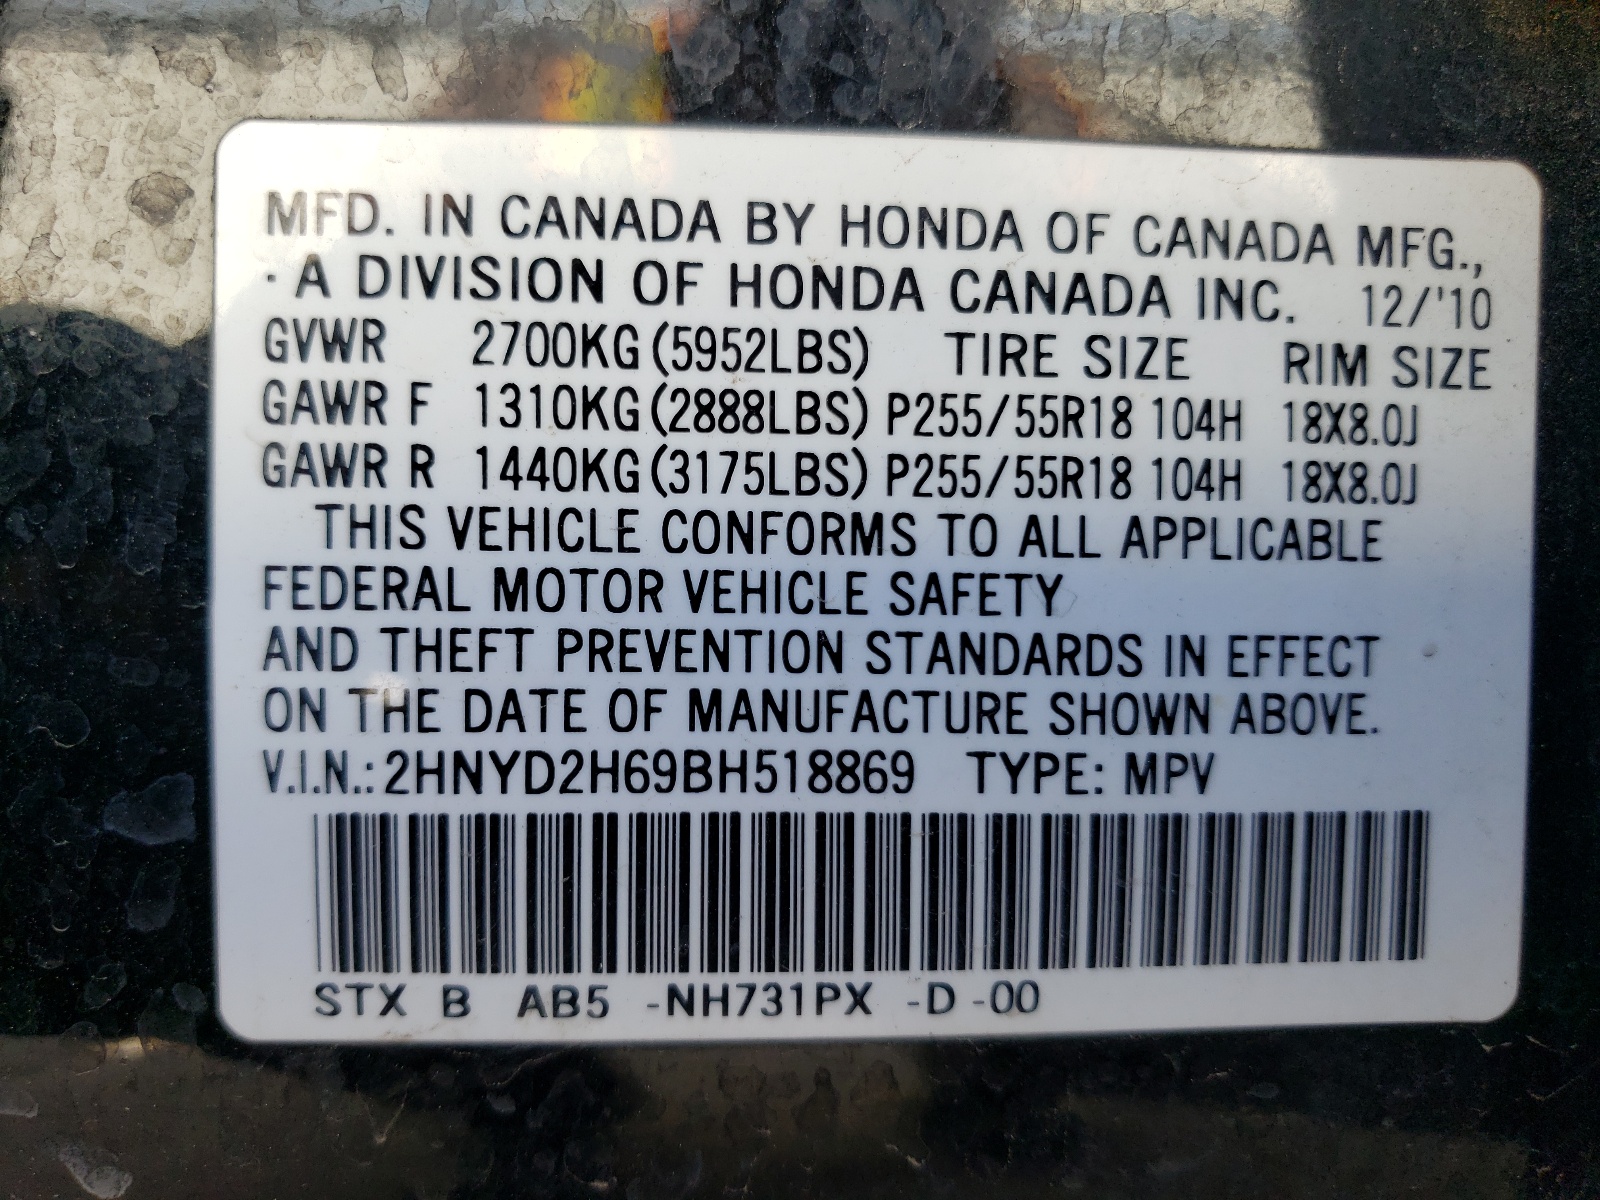 MFD. IN CANADA BY HONDA OF CANADA MFG.,
· A DIVISION OF HONDA CANADA INC. 12/'10
GVWR 2700KG (5952LBS) TIRE SIZE RIM SIZE
GAWR F 1310KG (2888LBS) P255/55R18 104H 18X8.0J
GAWR R 1440KG (3175LBS) P255/55R18 104H 18X8.0J
THIS VEHICLE CONFORMS TO ALL APPLICABLE
FEDERAL MOTOR VEHICLE SAFETY
AND THEFT PREVENTION STANDARDS IN EFFECT
ON THE DATE OF MANUFACTURE SHOWN ABOVE.
V.I.N.: 2HNYD2H69BH518869 TYPE: MPV
STX B AB5 -NH731PX -D -00